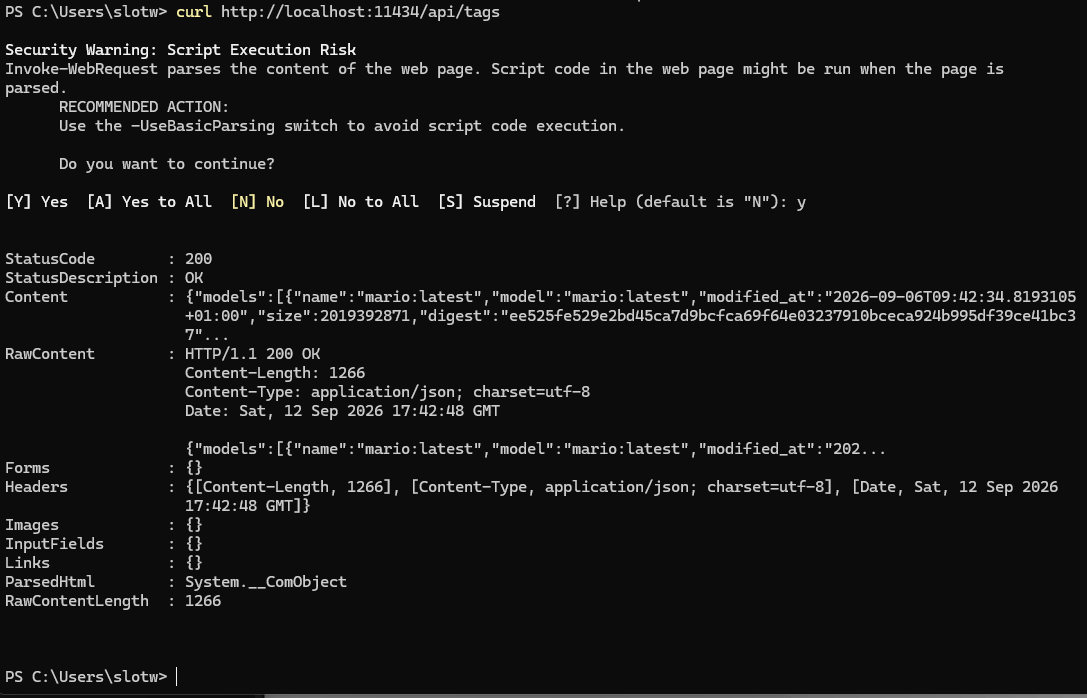 PS C:\Users\slotw> curl http://localhost:11434/api/tags
Security Warning: Script Execution Risk
Invoke-WebRequest parses the content of the web page. Script code in the web page might be run when the page is
parsed.
RECOMMENDED ACTION:
Use the -UseBasicParsing switch to avoid script code execution.
Do you want to continue?
[Y] Yes  [A] Yes to All  [N] No  [L] No to All  [S] Suspend  [?] Help (default is "N"): y
StatusCode        : 200
StatusDescription : OK
Content           : {"models":[{"name":"mario:latest","model":"mario:latest","modified_at":"2026-09-06T09:42:34.8193105
+01:00","size":2019392871,"digest":"ee525fe529e2bd45ca7d9bcfca69f64e03237910bceca924b995df39ce41bc3
7"...
RawContent        : HTTP/1.1 200 OK
Content-Length: 1266
Content-Type: application/json; charset=utf-8
Date: Sat, 12 Sep 2026 17:42:48 GMT
{"models":[{"name":"mario:latest","model":"mario:latest","modified_at":"202...
Forms             : {}
Headers           : {[Content-Length, 1266], [Content-Type, application/json; charset=utf-8], [Date, Sat, 12 Sep 2026
17:42:48 GMT]}
Images            : {}
InputFields       : {}
Links             : {}
ParsedHtml        : System.__ComObject
RawContentLength  : 1266
PS C:\Users\slotw>